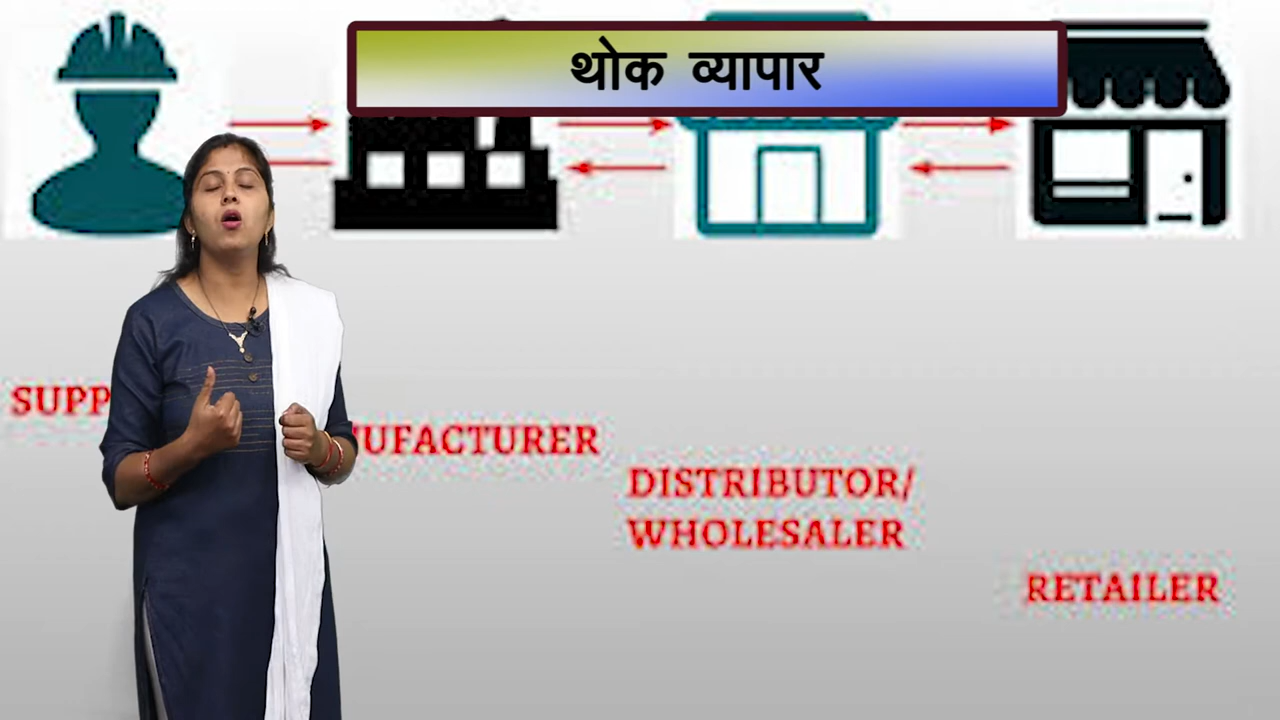 थोक व्यापार
SUPP
UFACTURER
DISTRIBUTOR/
WHOLESALER
RETAILER